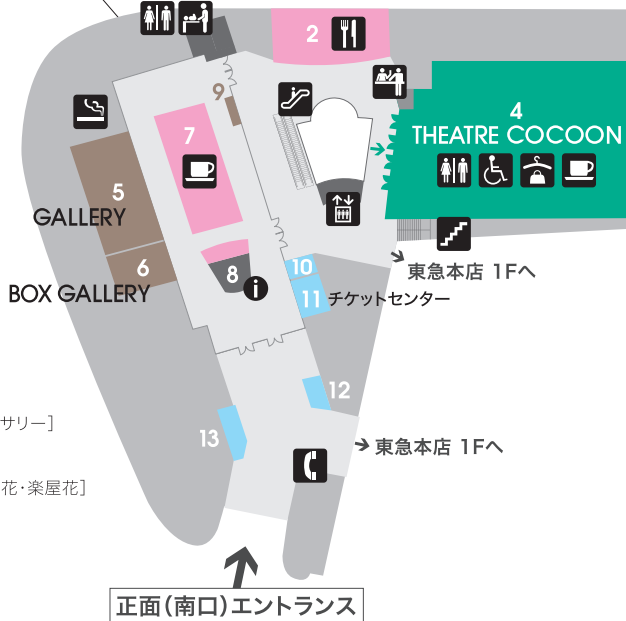 2
9
4
THEATRE COCOON
7
5
GALLERY
6
BOX GALLERY
8
i
10
11 チケットセンター
東急本店 1Fへ
12
13
東急本店 1Fへ
サリー]
花・楽屋花]
正面(南口)エントランス